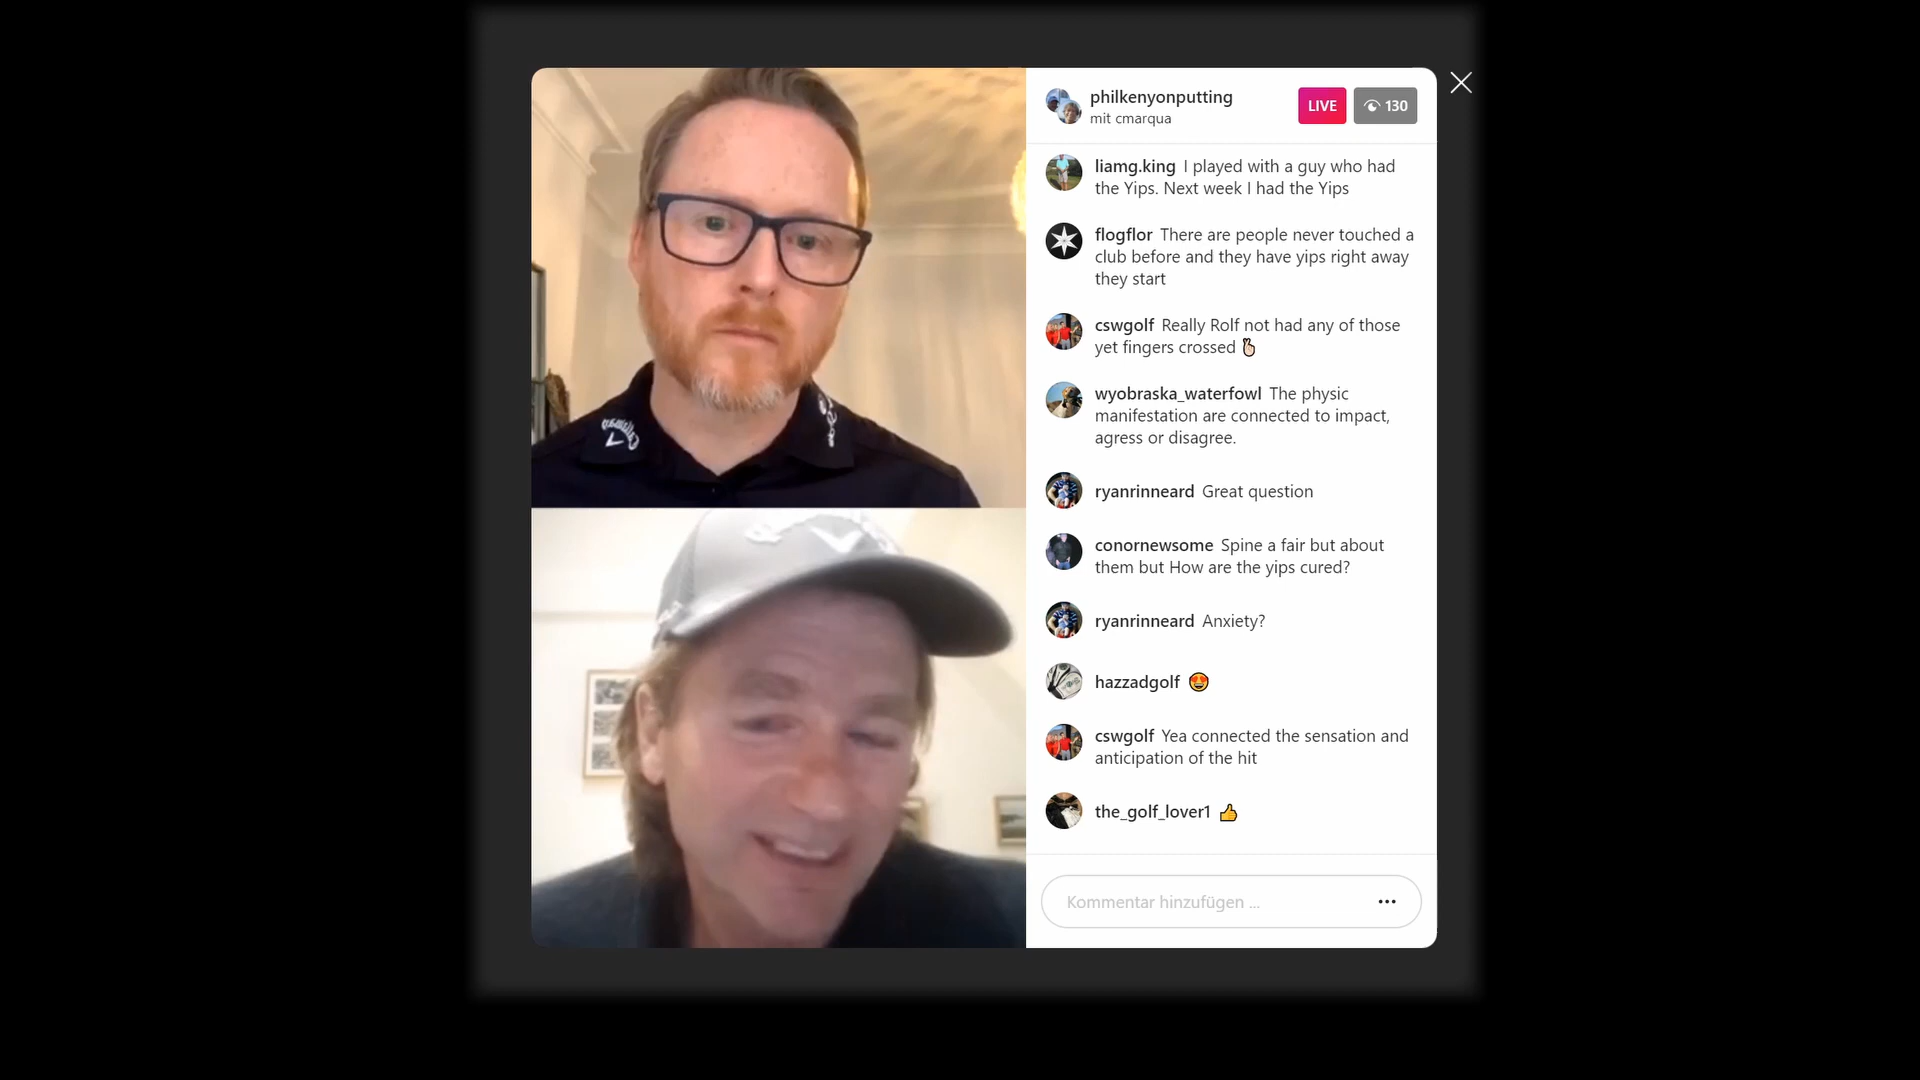 philkenyonputting
mit cmarqua
LIVE
130
liamg.king I played with a guy who had
the Yips. Next week I had the Yips
flogflor There are people never touched a
club before and they have yips right away
they start
cswgolf Really Rolf not had any of those
yet fingers crossed 🤞🏻
wyobraska_waterfowl The physic
manifestation are connected to impact,
agress or disagree.
ryanrinneard Great question
conornewsome Spine a fair but about
them but How are the yips cured?
ryanrinneard Anxiety?
hazzadgolf 😍
cswgolf Yea connected the sensation and
anticipation of the hit
the_golf_lover1 👍
Kommentar hinzufügen ...
Callaway